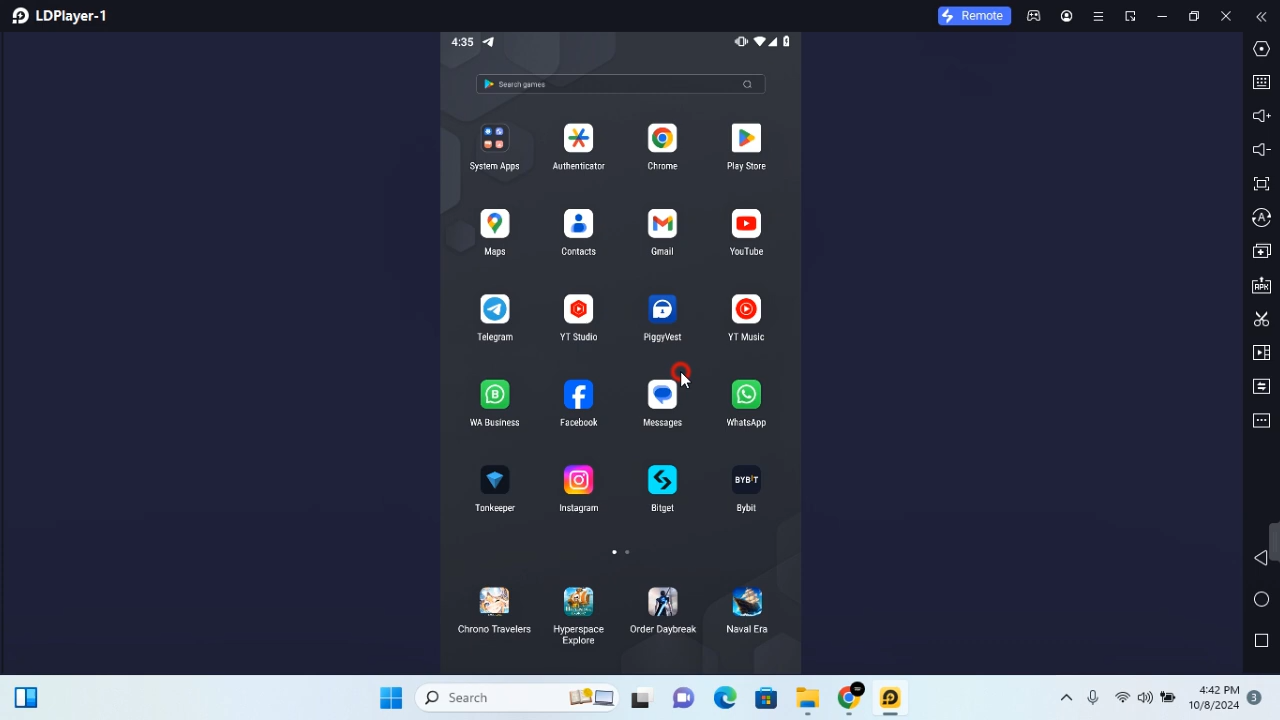 LDPlayer-1
Remote
4:35
Search games
System Apps
Authenticator
Chrome
Play Store
Maps
Contacts
Gmail
YouTube
Telegram
YT Studio
PiggyVest
YT Music
WA Business
Facebook
Messages
WhatsApp
BYBIT
Tonkeeper
Instagram
Bitget
Bybit
Chrono Travelers
Hyperspace
Explore
Order Daybreak
Naval Era
Search
4:42 PM
10/8/2024
3